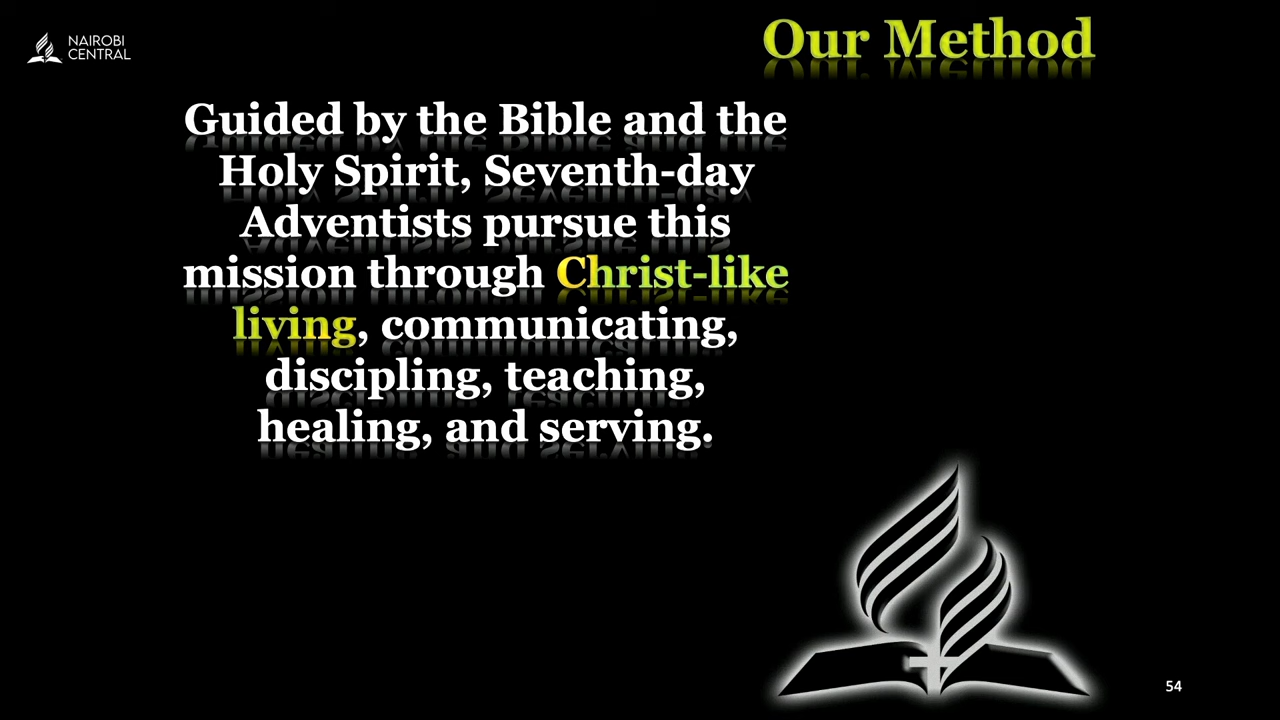 NAIROBI
CENTRAL
Our Method
Guided by the Bible and the
Holy Spirit, Seventh-day
Adventists pursue this
mission through Christ-like
living, communicating,
discipling, teaching,
healing, and serving.
54